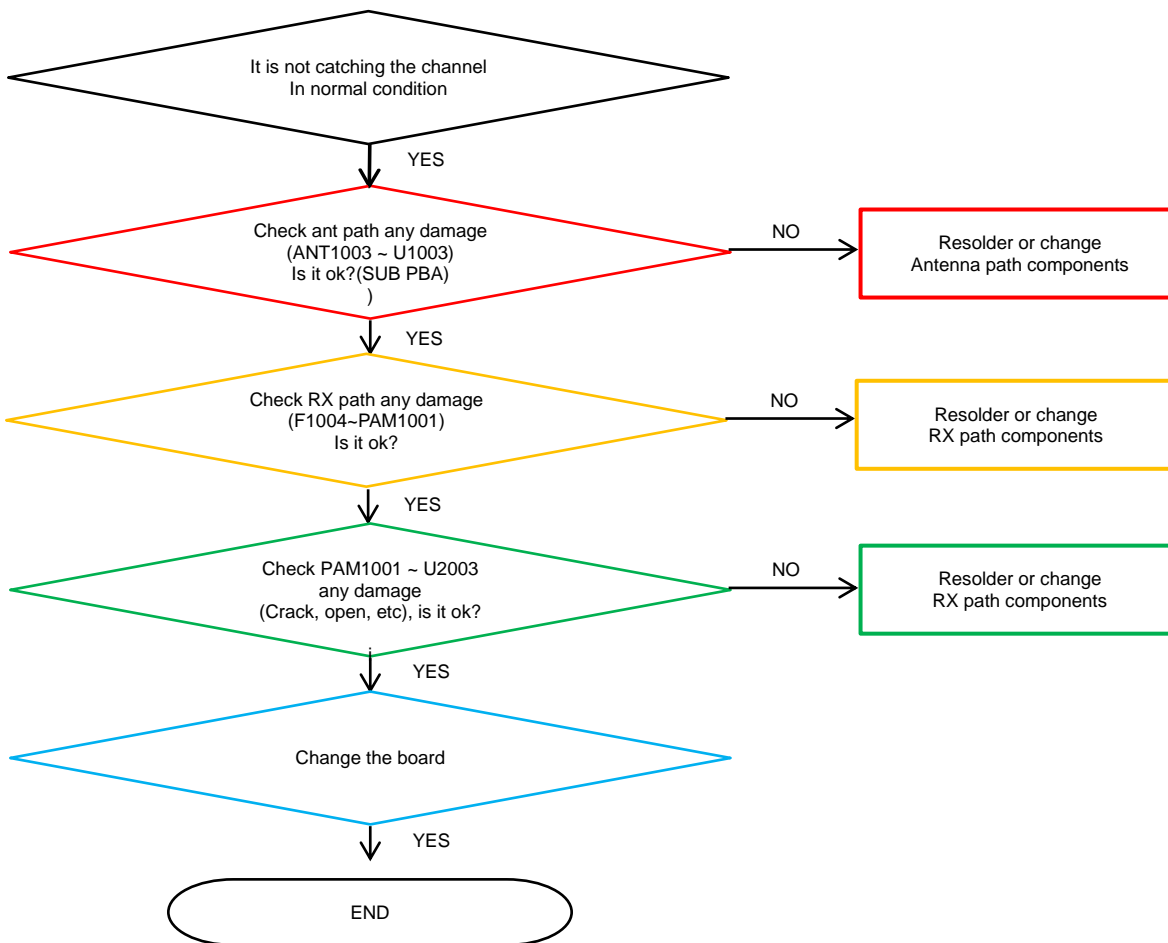 It is not catching the channel
In normal condition
YES
Check ant path any damage
(ANT1003 ~ U1003)
Is it ok?(SUB PBA)
)
NO
Resolder or change
Antenna path components
YES
Check RX path any damage
(F1004~PAM1001)
Is it ok?
NO
Resolder or change
RX path components
YES
Check PAM1001 ~ U2003
any damage
(Crack, open, etc), is it ok?
.
NO
Resolder or change
RX path components
YES
Change the board
YES
END